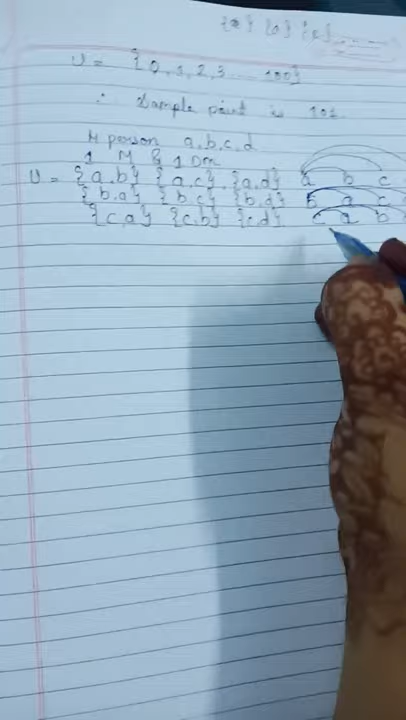 U = {0, 1, 2, 3 .... 100}
∴ Sample point is 101
4 person a, b, c, d
1 M & 1 Dm
U = {a, b} {a, c}, {a, d} a b c
{b, a} {b, c} {b, d} b a c
{c, a} {c, b} {c, d} c a b